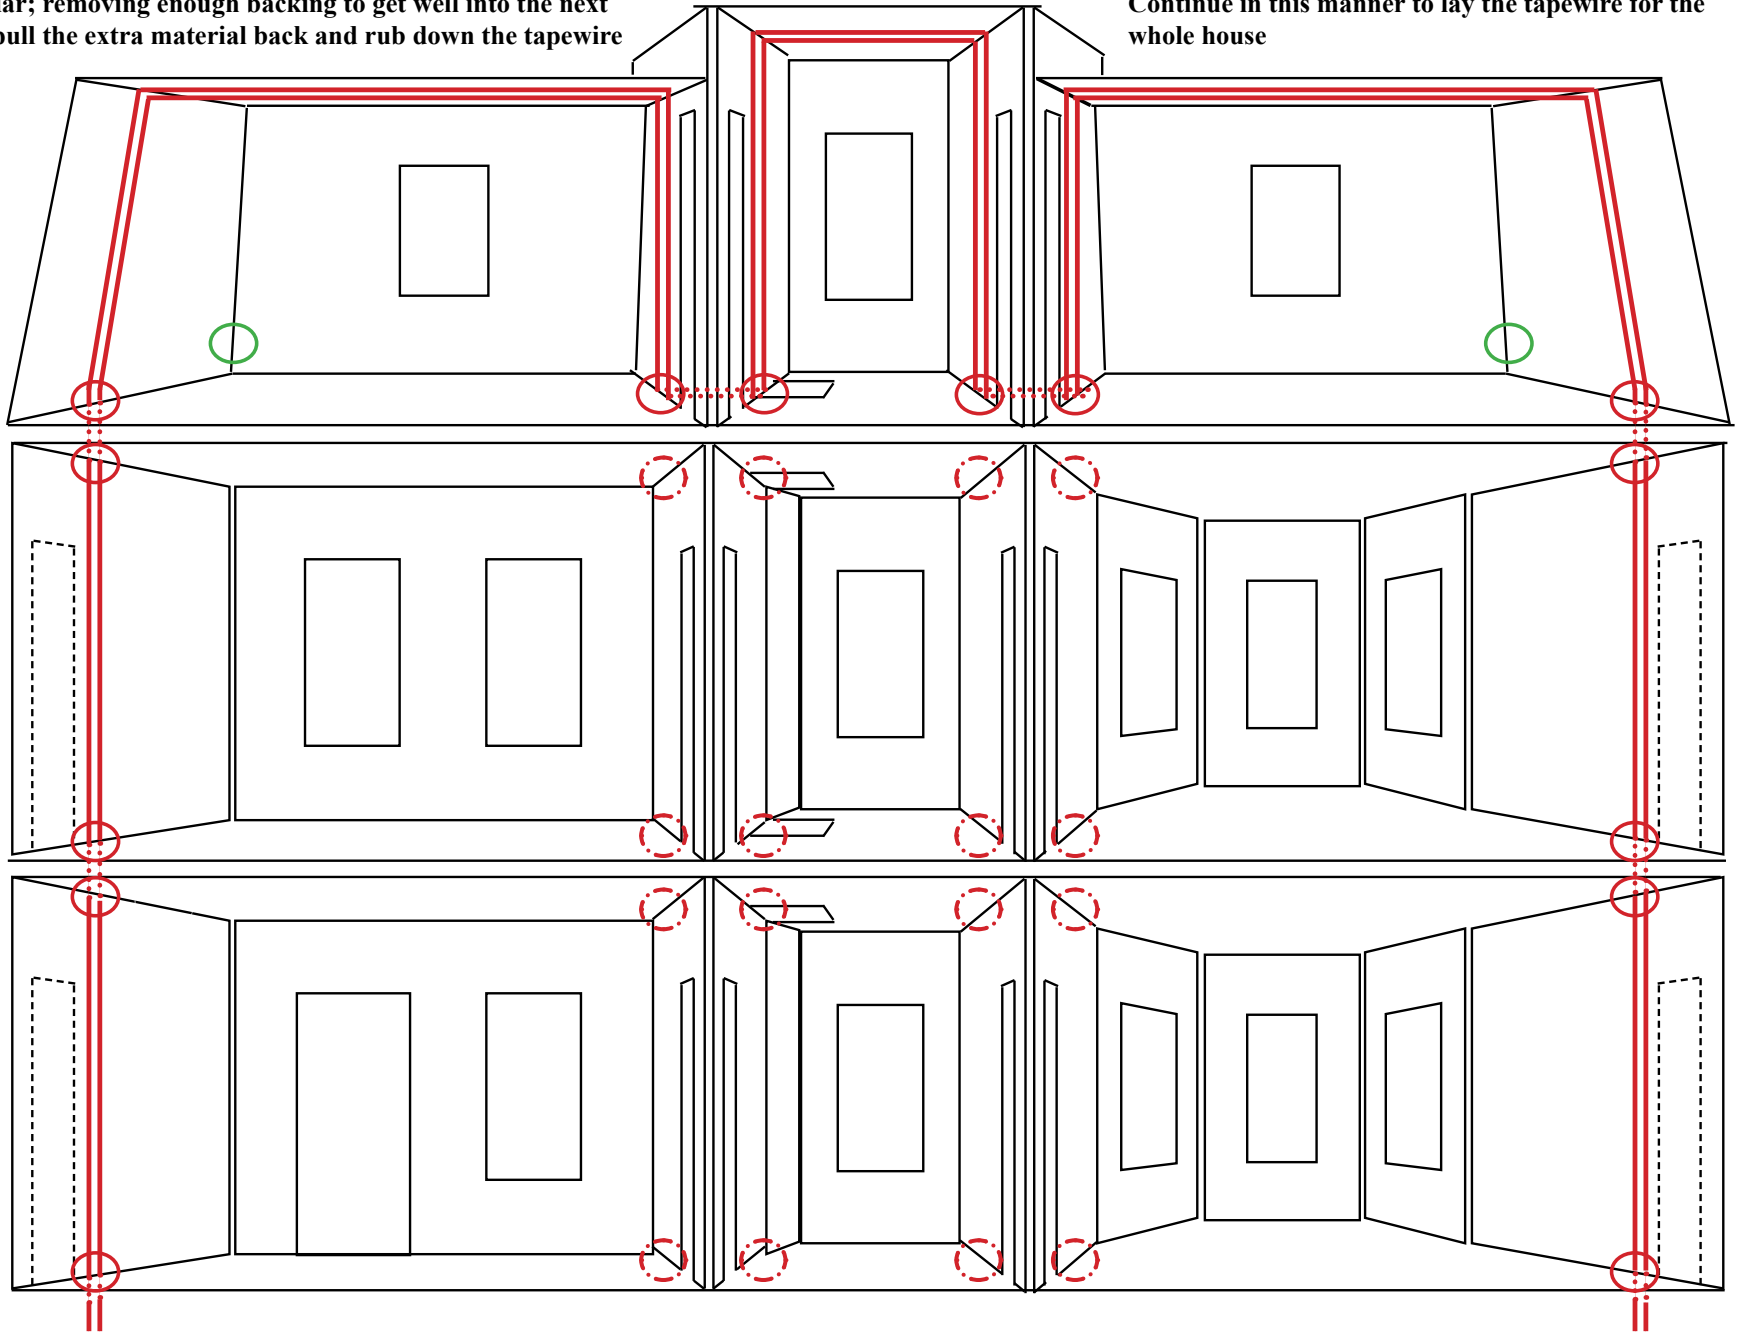 removing enough backing to get well into the next
pull the extra material back and rub down the tapewire
Continue in this manner to lay the tapewire for the
whole house